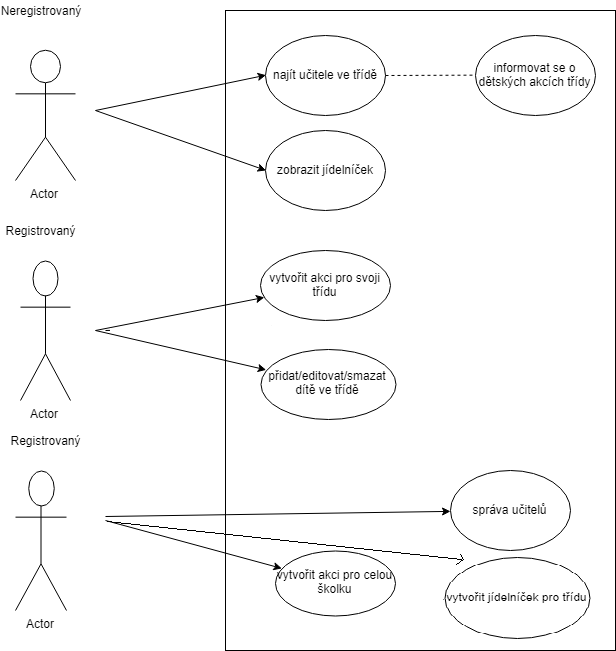 Neregistrovaný
najít učitele ve třídě
informovat se o
dětských akcích třídy
zobrazit jídelníček
Actor
Registrovaný
vytvořit akci pro svoji
třídu
přidat/editovat/smazat
dítě ve třídě
Actor
Registrovaný
správa učitelů
vytvořit akci pro celou
školku
vytvořit jídelníček pro třídu
Actor